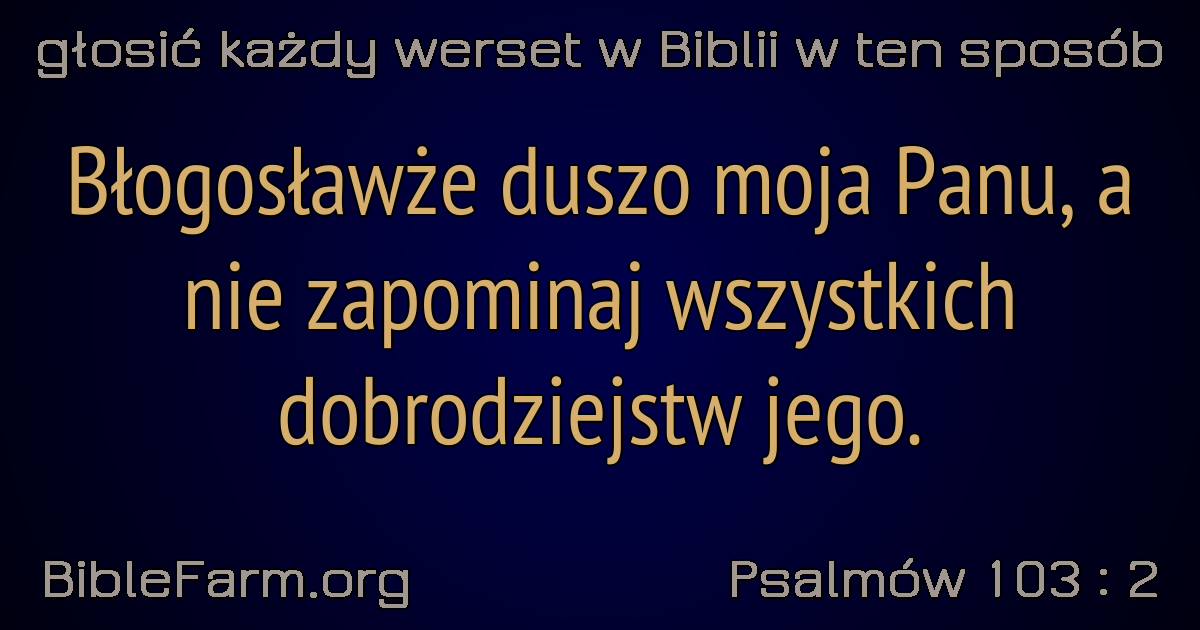 głosić każdy werset w Biblii w ten sposób
Błogosławże duszo moja Panu, a
nie zapominaj wszystkich
dobrodziejstw jego.
BibleFarm.org
Psalmów 103 : 2